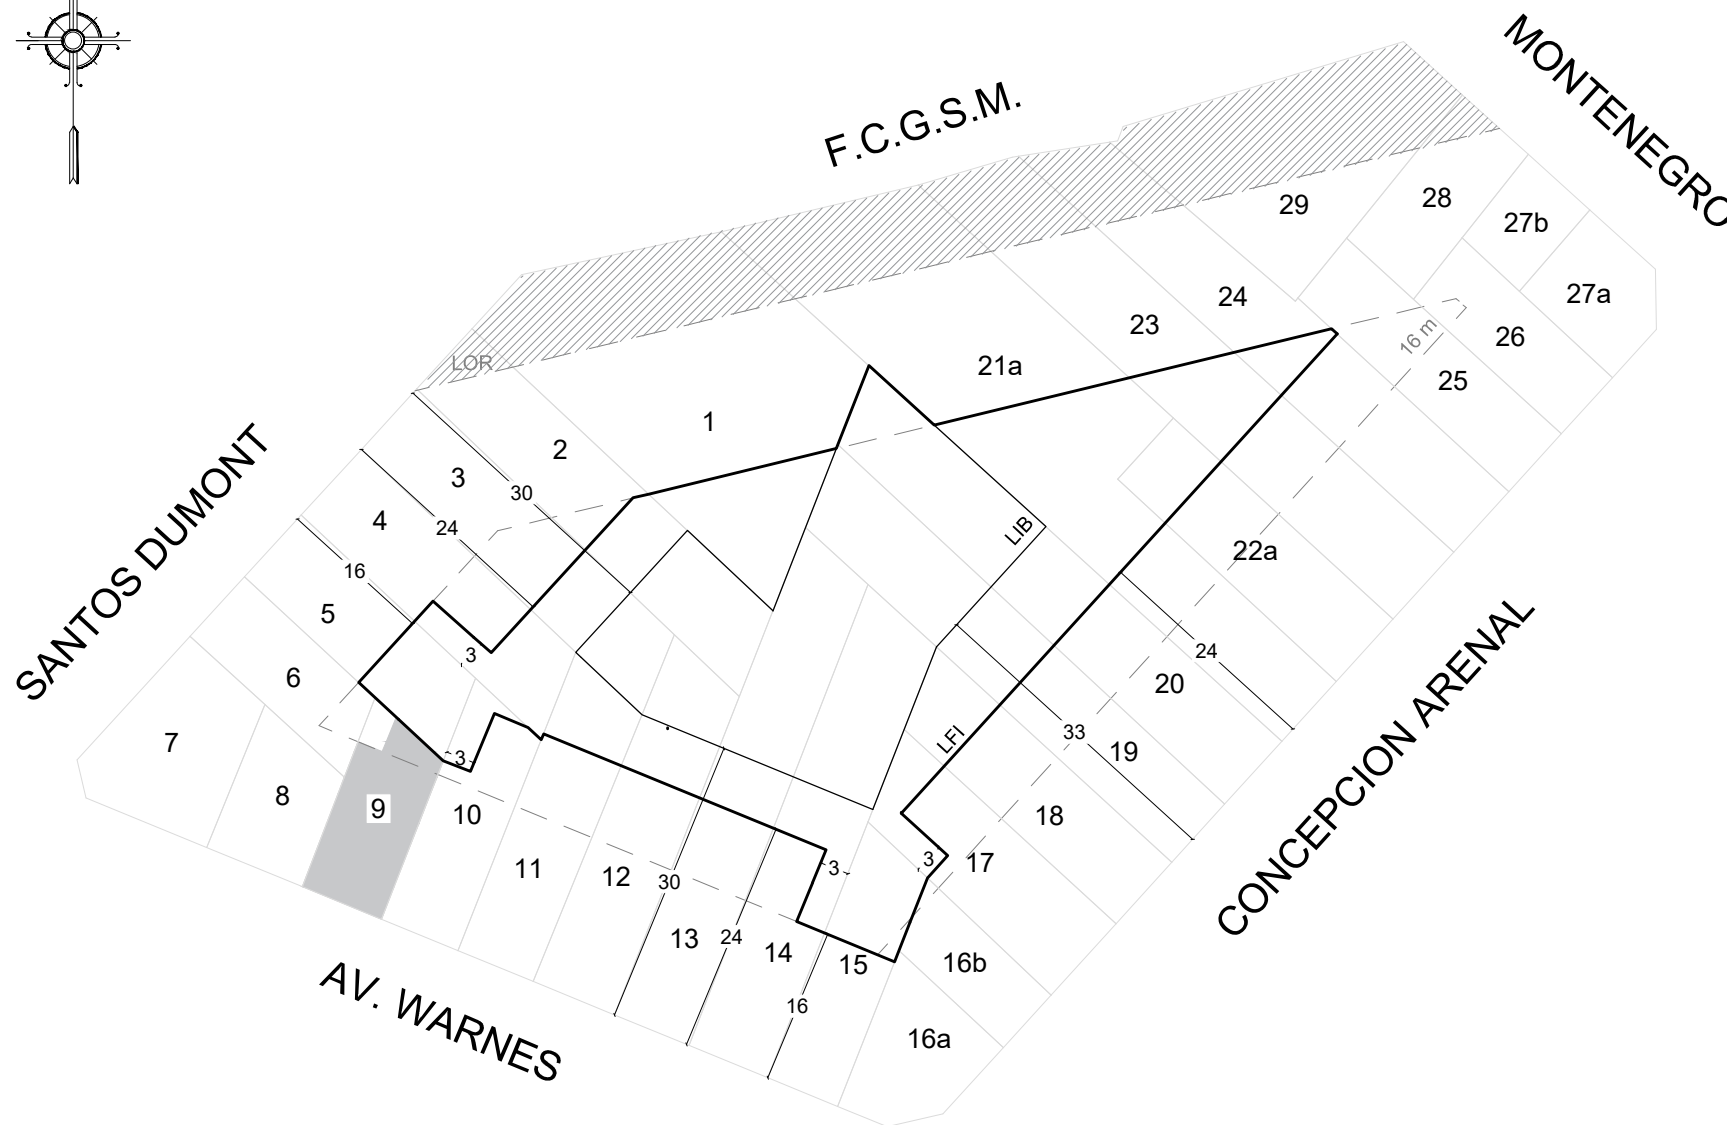 F.C.G.S.M.
MONTENEGRO
SANTOS DUMONT
CONCEPCION ARENAL
AV. WARNES
LOR
LIB
LFI
16 m
29
28
27b
27a
24
23
26
25
21a
1
2
3
4
30
24
16
5
6
7
8
9
10
11
12
13
14
15
16a
16b
17
18
19
20
22a
24
33
3
3
3
3
30
24
16